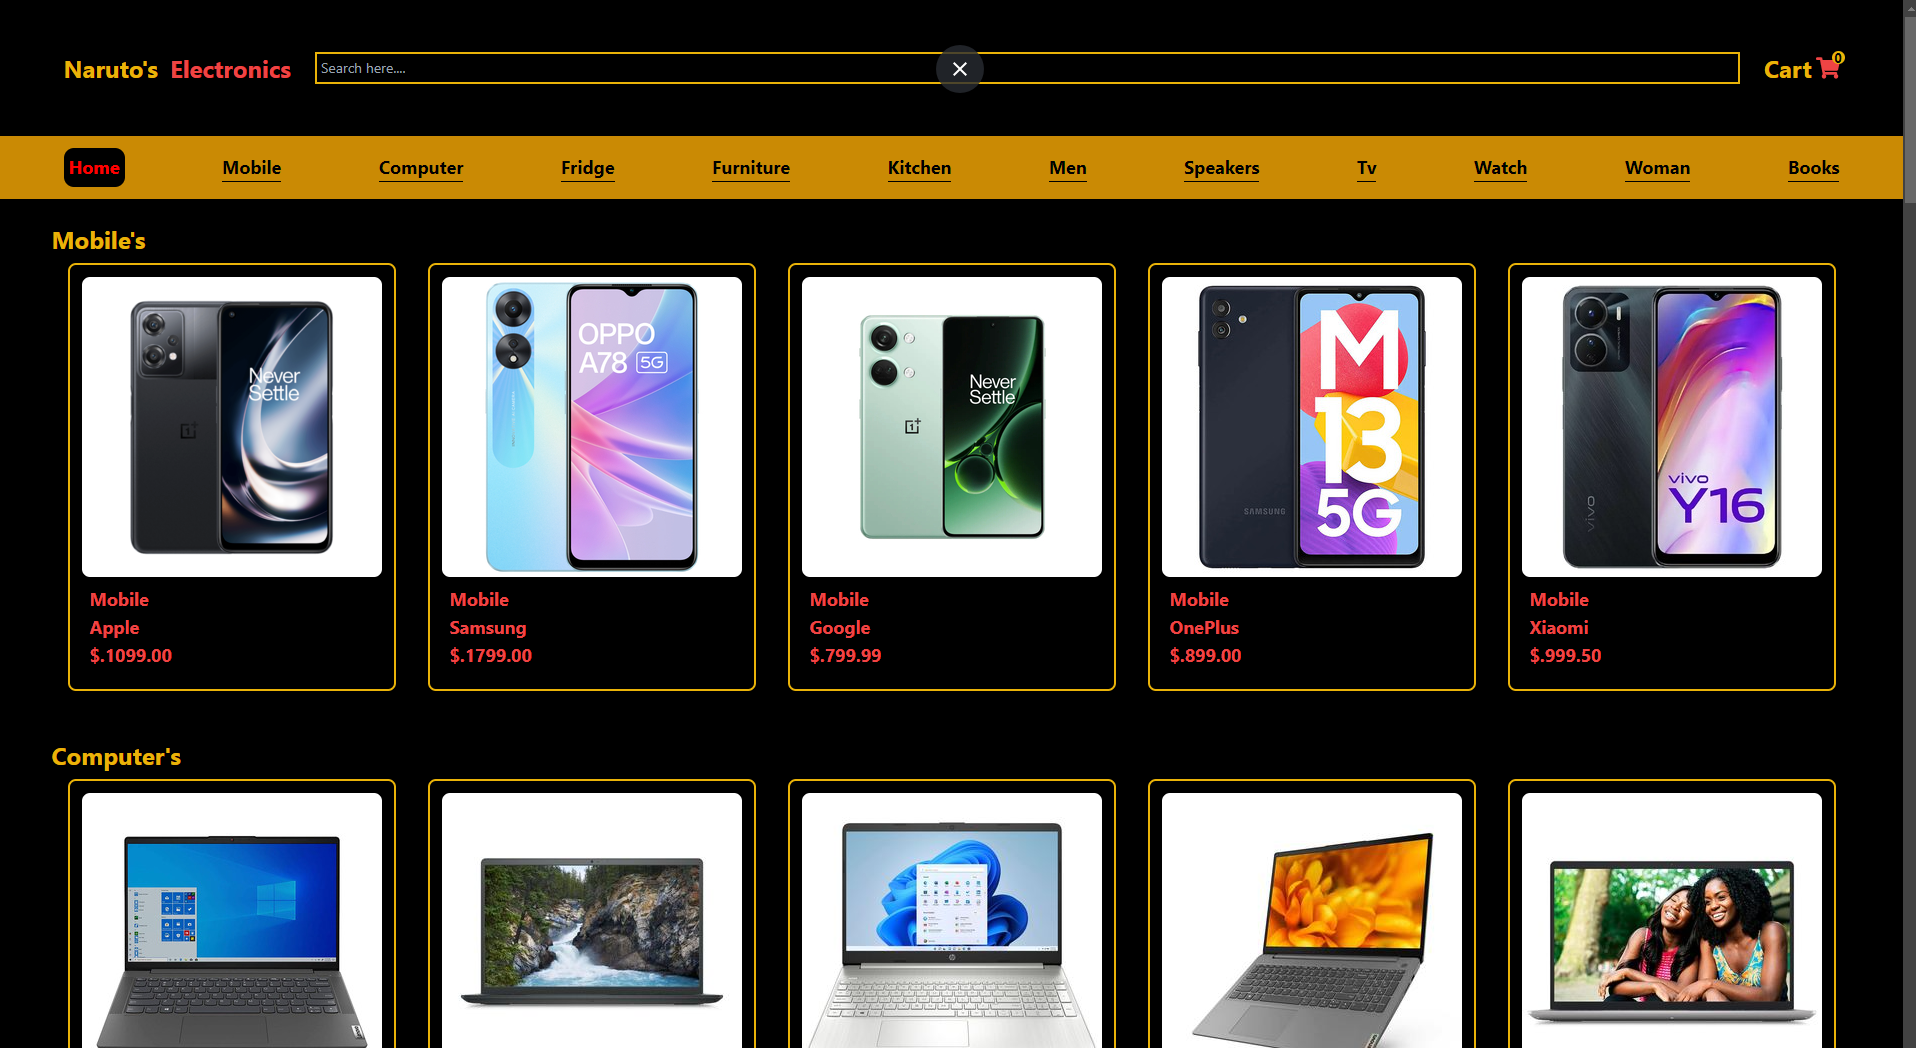 Naruto's Electronics
Search here....
Cart 0
Home Mobile Computer Fridge Furniture Kitchen Men Speakers Tv Watch Woman Books
Mobile's
Never
Settle
OPPO
A78 5G
Never
Settle
SAMSUNG
M
13
5G
vivo
vivo
Y16
Mobile
Apple
$.1099.00
Mobile
Samsung
$.1799.00
Mobile
Google
$.799.99
Mobile
OnePlus
$.899.00
Mobile
Xiaomi
$.999.50
Computer's